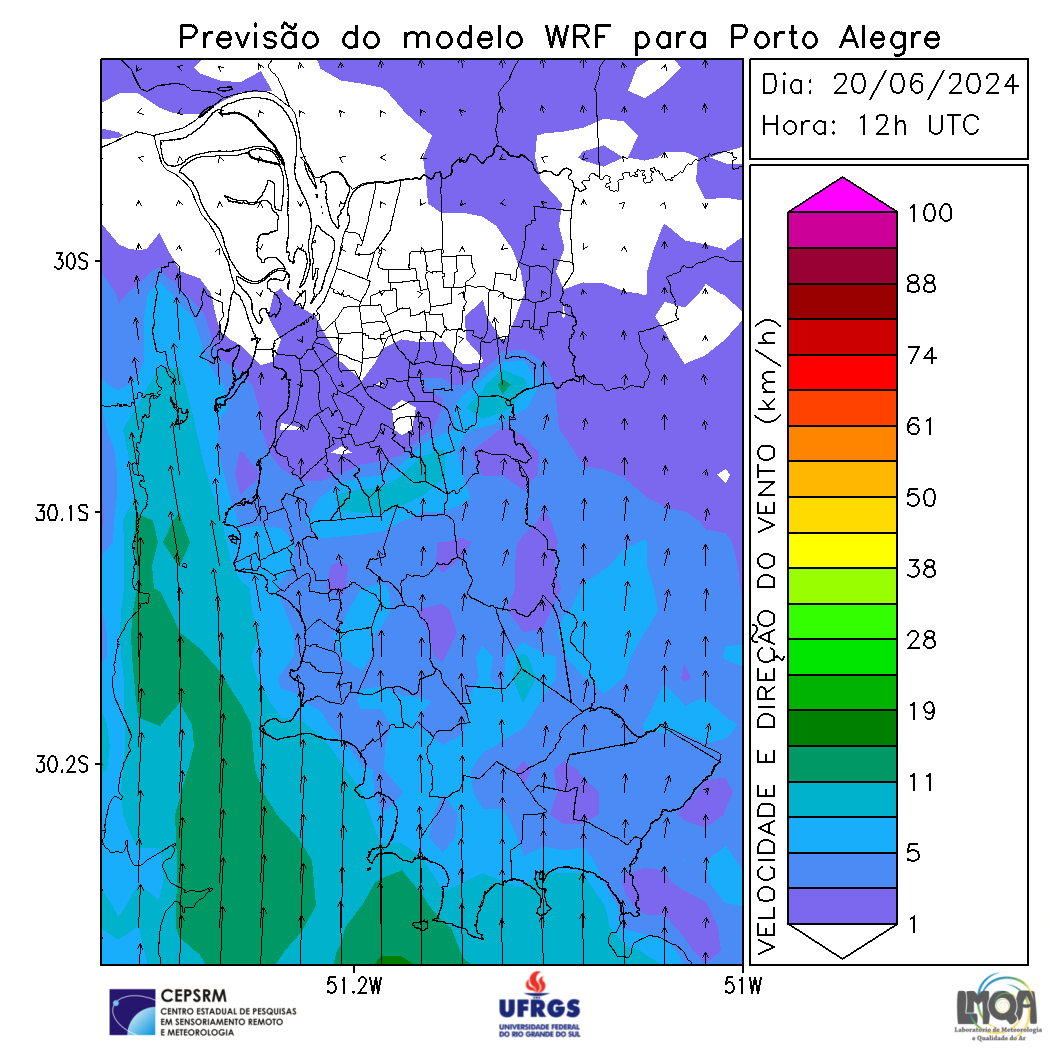 Previsão do modelo WRF para Porto Alegre
Dia: 20/06/2024
Hora: 12h UTC
30S
30.1S
30.2S
51.2W
51W
VELOCIDADE E DIREÇÃO DO VENTO (km/h)
100
88
74
61
50
38
28
19
11
5
1
CEPSRM
CENTRO ESTADUAL DE PESQUISAS
EM SENSORIAMENTO REMOTO
E METEOROLOGIA
UFRGS
UNIVERSIDADE FEDERAL
DO RIO GRANDE DO SUL
LMQA
Laboratório de Meteorologia
e Qualidade do Ar